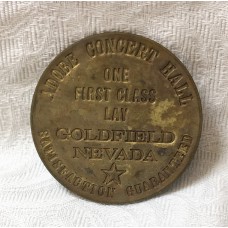 CONCERT HALL
ONE
FIRST CLASS
LAY
GOLDFIELD
NEVADA
SATISFACTION GUARANTEED